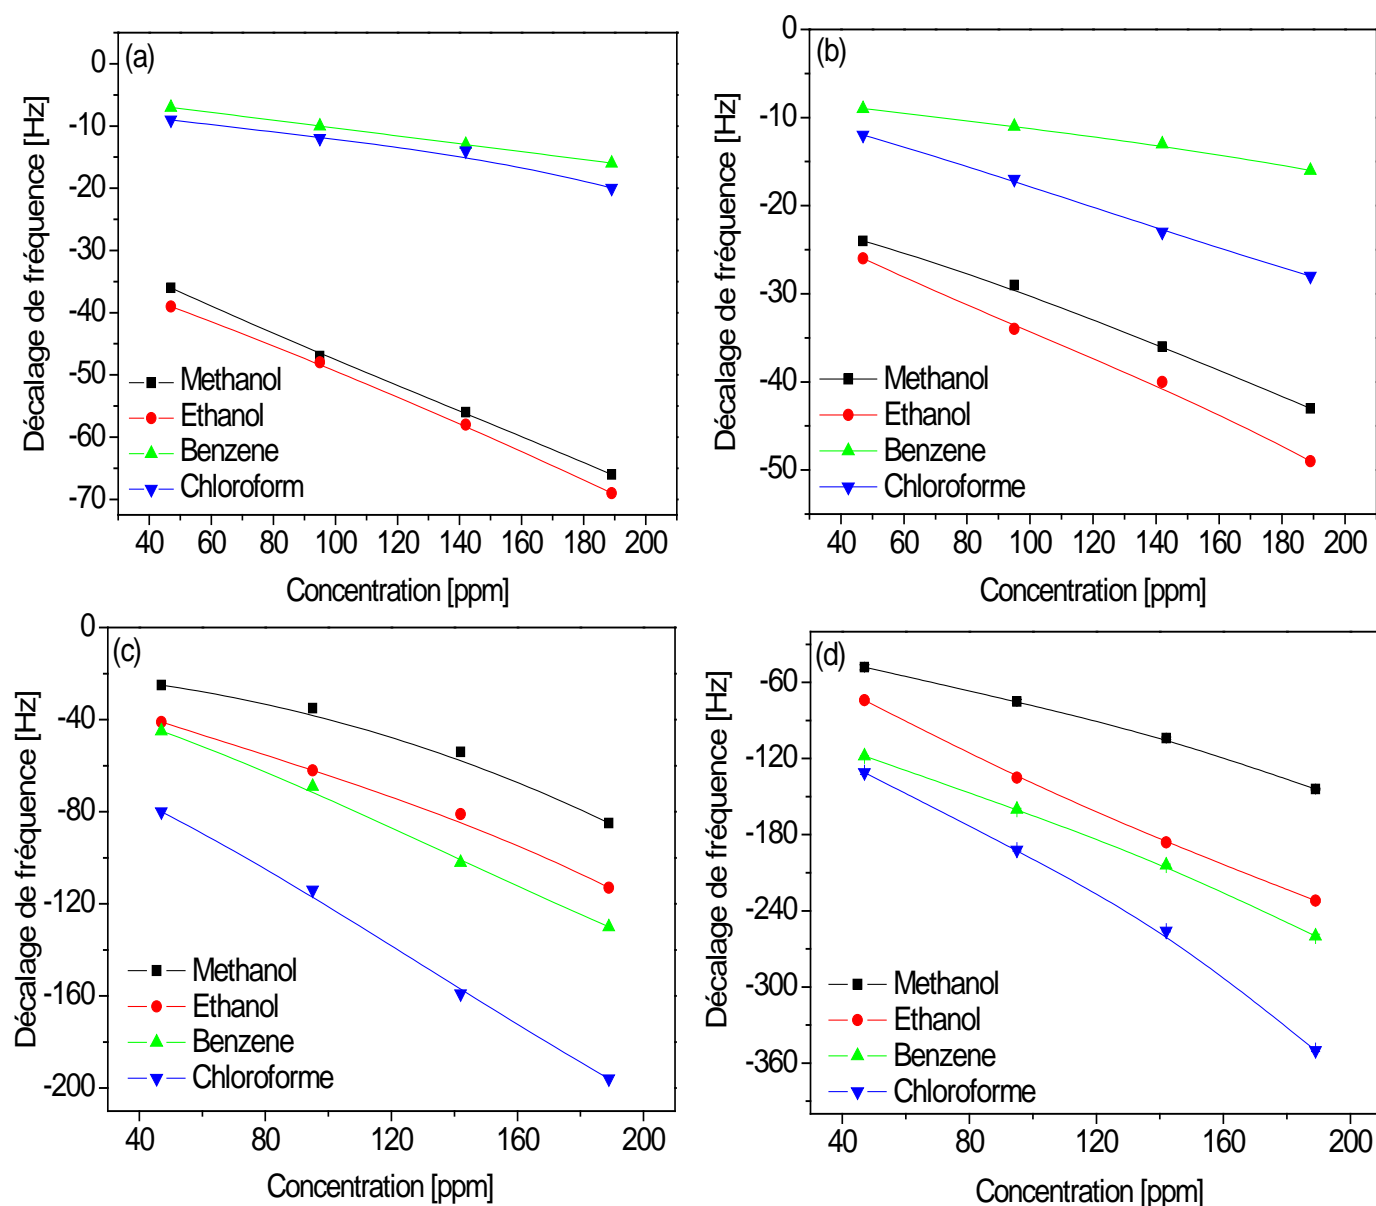 (a)
Décalage de fréquence [Hz]
0
-10
-20
-30
-40
-50
-60
-70
Methanol
Ethanol
Benzene
Chloroform
40 60 80 100 120 140 160 180 200
Concentration [ppm]
(b)
Décalage de fréquence [Hz]
0
-10
-20
-30
-40
-50
Methanol
Ethanol
Benzene
Chloroforme
40 60 80 100 120 140 160 180 200
Concentration [ppm]
(c)
Décalage de fréquence [Hz]
0
-40
-80
-120
-160
-200
Methanol
Ethanol
Benzene
Chloroforme
40 80 120 160 200
Concentration [ppm]
(d)
Décalage de fréquence [Hz]
-60
-120
-180
-240
-300
-360
Methanol
Ethanol
Benzene
Chloroforme
40 80 120 160 200
Concentration [ppm]